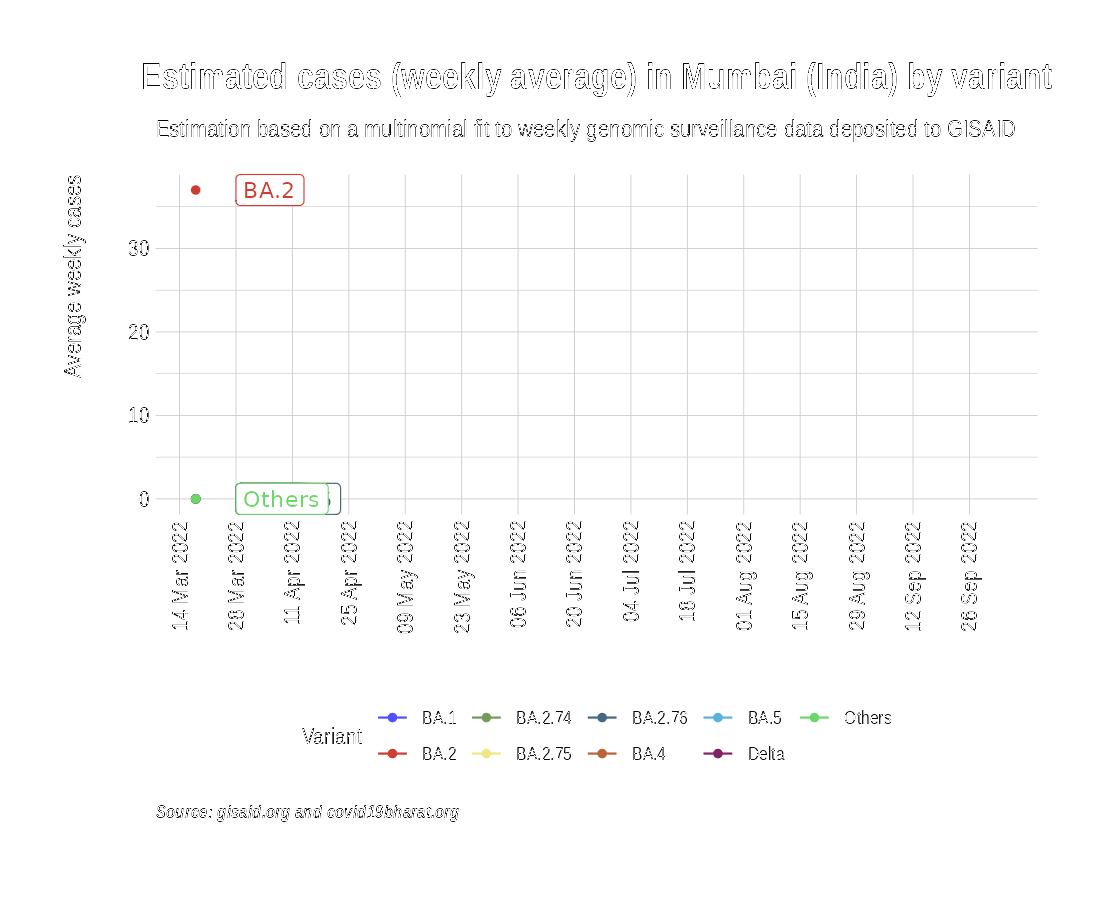 Estimated cases (weekly average) in Mumbai (India) by variant
Estimation based on a multinomial fit to weekly genomic surveillance data deposited to GISAID
Average weekly cases
BA.2
30
20
10
0
Others
14 Mar 2022
28 Mar 2022
11 Apr 2022
25 Apr 2022
09 May 2022
23 May 2022
06 Jun 2022
20 Jun 2022
04 Jul 2022
18 Jul 2022
01 Aug 2022
15 Aug 2022
29 Aug 2022
12 Sep 2022
26 Sep 2022
Variant
BA.1
BA.2.74
BA.2.76
BA.5
Others
BA.2
BA.2.75
BA.4
Delta
Source: gisaid.org and covid19bharat.org